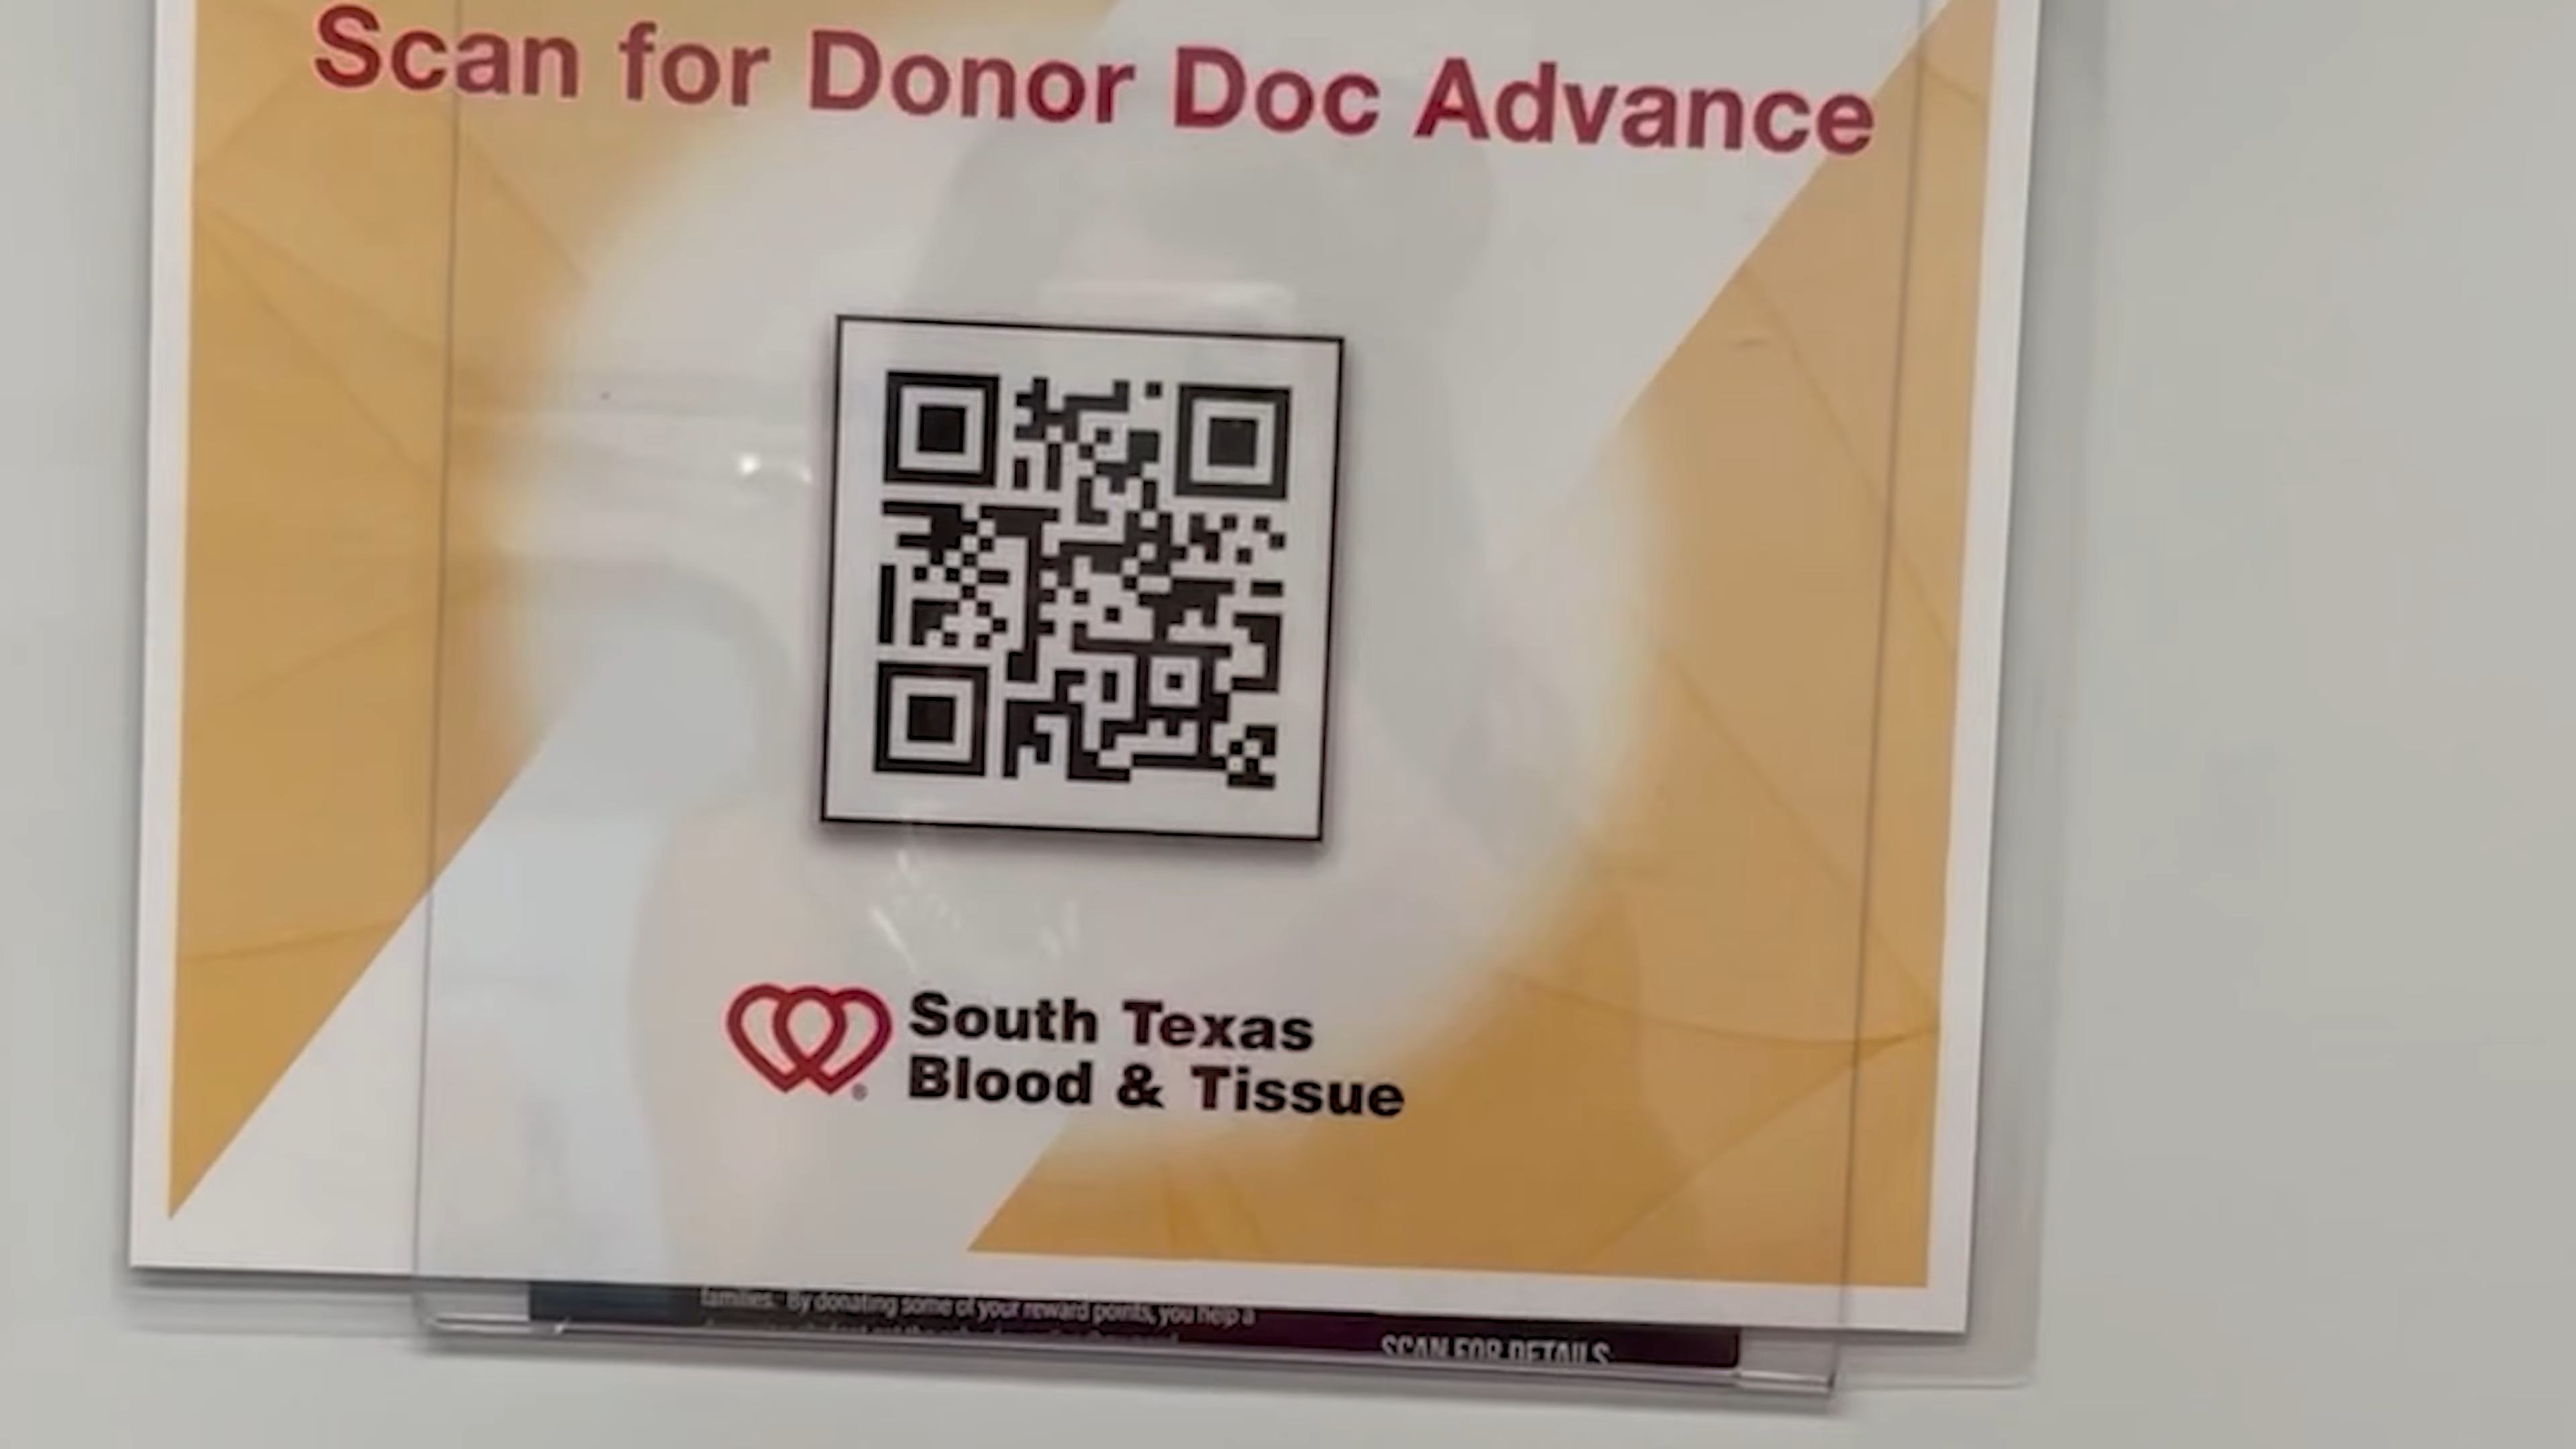 Scan for Donor Doc Advance
South Texas
Blood & Tissue
®
families. By donating some of your reward points, you help a
SCAN FOR DETAILS